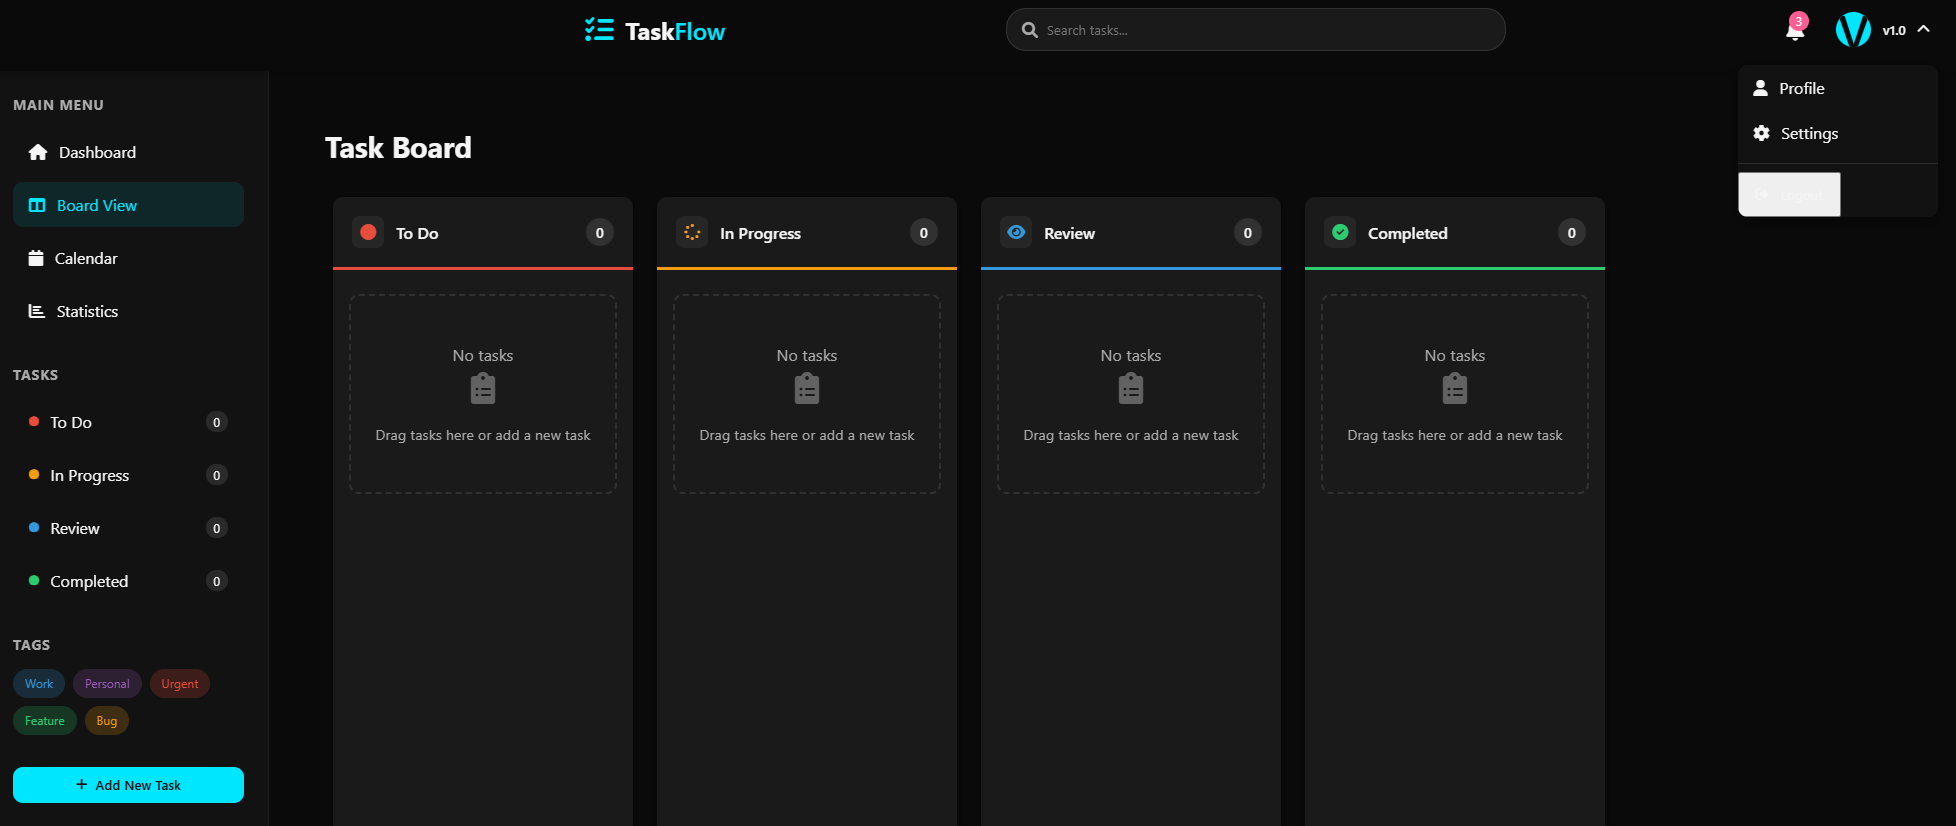 TaskFlow
Search tasks...
3
v1.0
Profile
Settings
Logout
MAIN MENU
Dashboard
Board View
Calendar
Statistics
TASKS
To Do 0
In Progress 0
Review 0
Completed 0
TAGS
Work Personal Urgent
Feature Bug
+ Add New Task
Task Board
To Do 0
No tasks
Drag tasks here or add a new task
In Progress 0
No tasks
Drag tasks here or add a new task
Review 0
No tasks
Drag tasks here or add a new task
Completed 0
No tasks
Drag tasks here or add a new task